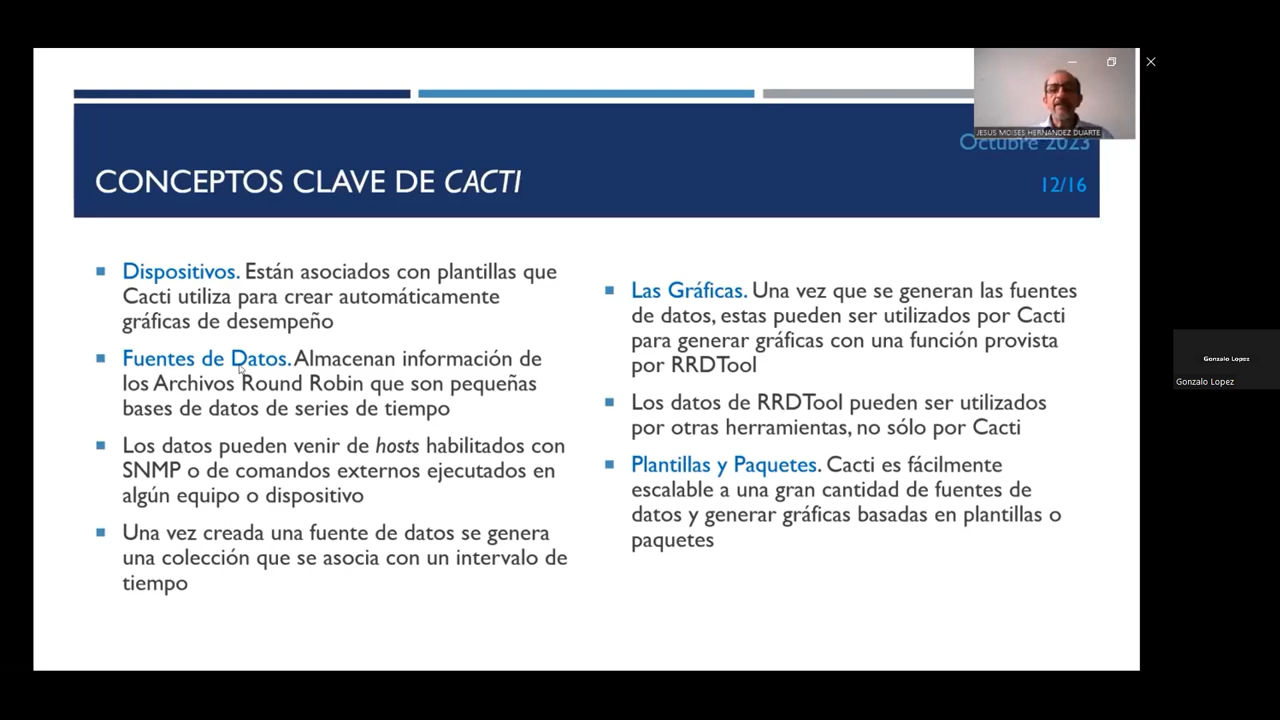 JESUS MOISES HERNANDEZ DUARTE
Octubre 2023
CONCEPTOS CLAVE DE CACTI
12/16
Dispositivos. Están asociados con plantillas que
Cacti utiliza para crear automáticamente
gráficas de desempeño
Fuentes de Datos. Almacenan información de
los Archivos Round Robin que son pequeñas
bases de datos de series de tiempo
Los datos pueden venir de hosts habilitados con
SNMP o de comandos externos ejecutados en
algún equipo o dispositivo
Una vez creada una fuente de datos se genera
una colección que se asocia con un intervalo de
tiempo
Las Gráficas. Una vez que se generan las fuentes
de datos, estas pueden ser utilizados por Cacti
para generar gráficas con una función provista
por RRDTool
Los datos de RRDTool pueden ser utilizados
por otras herramientas, no sólo por Cacti
Plantillas y Paquetes. Cacti es fácilmente
escalable a una gran cantidad de fuentes de
datos y generar gráficas basadas en plantillas o
paquetes
Gonzalo Lopez
Gonzalo Lopez